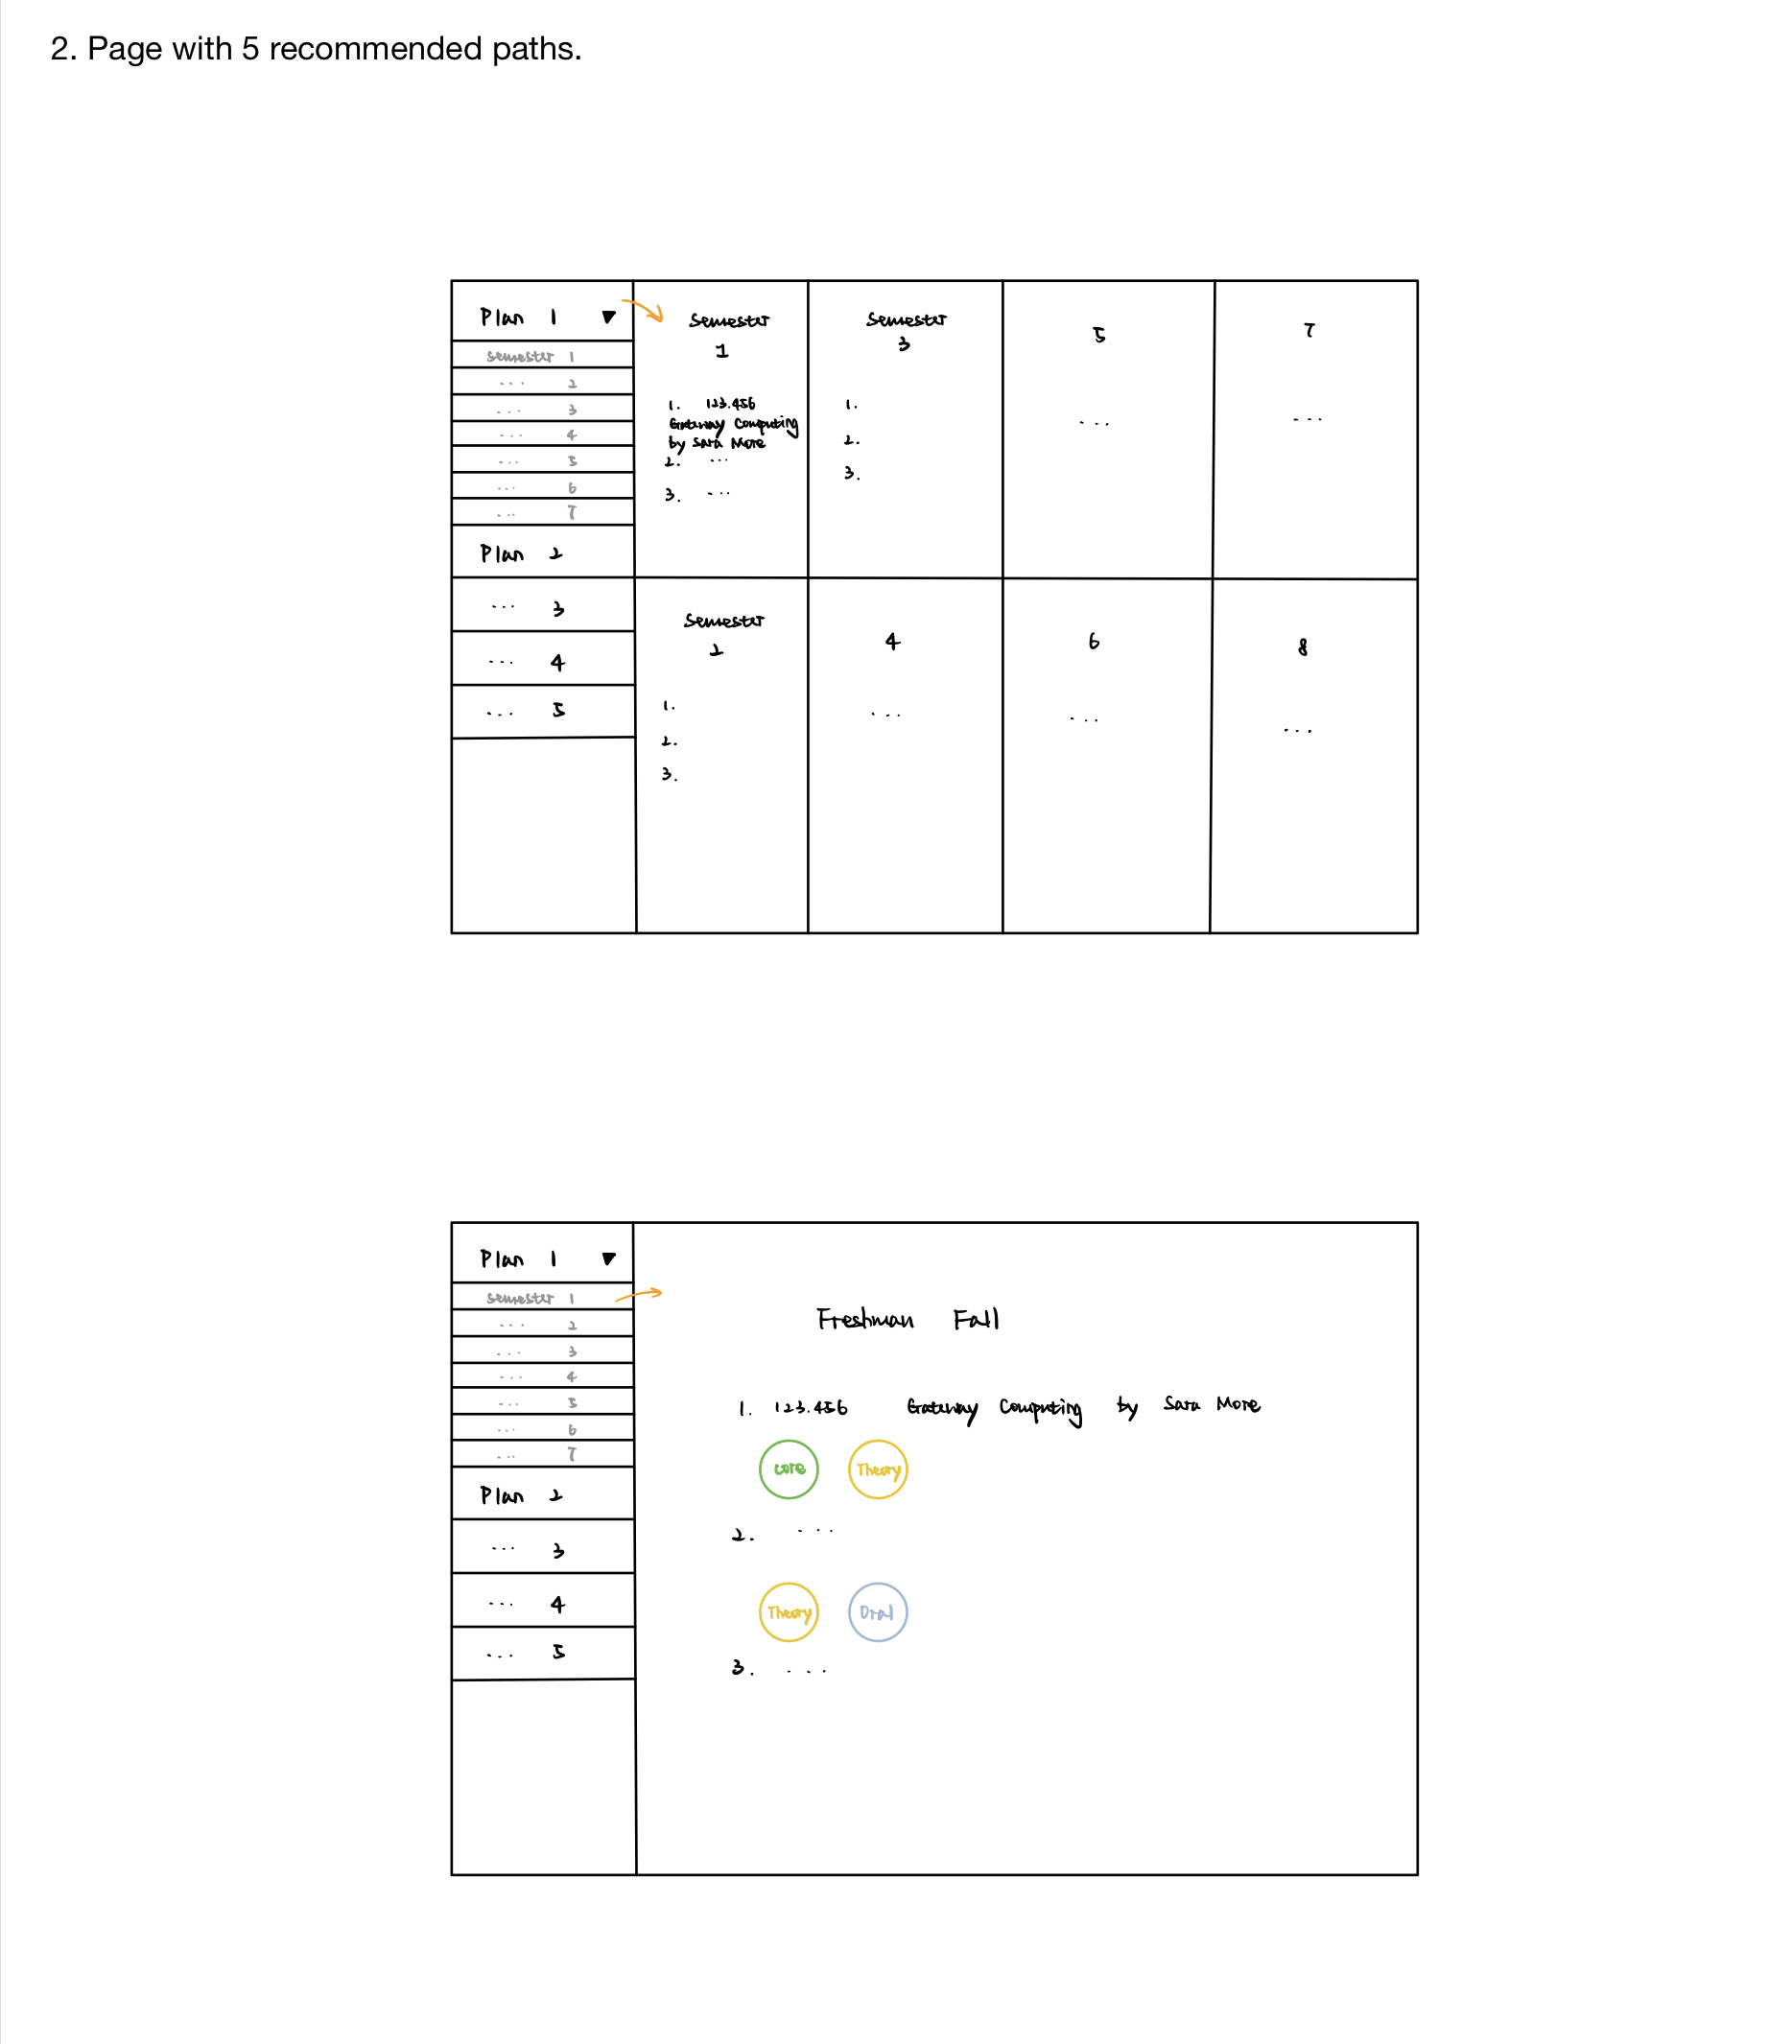 2. Page with 5 recommended paths.
Plan 1
Semester 1
... 2
... 3
... 4
... 5
... 6
... 7
Plan 2
... 3
... 4
... 5
Semester
1
1. 123.456
Gateway Computing
by Sara More
2. ...
3. ...
Semester
3
1.
2.
3.
5
...
7
...
Semester
2
1.
2.
3.
4
...
6
...
8
...
Plan 1
Semester 1
... 2
... 3
... 4
... 5
... 6
... 7
Plan 2
... 3
... 4
... 5
Freshman Fall
1. 123.456 Gateway Computing by Sara More
Core Theory
2. ...
Theory Oral
3. ...